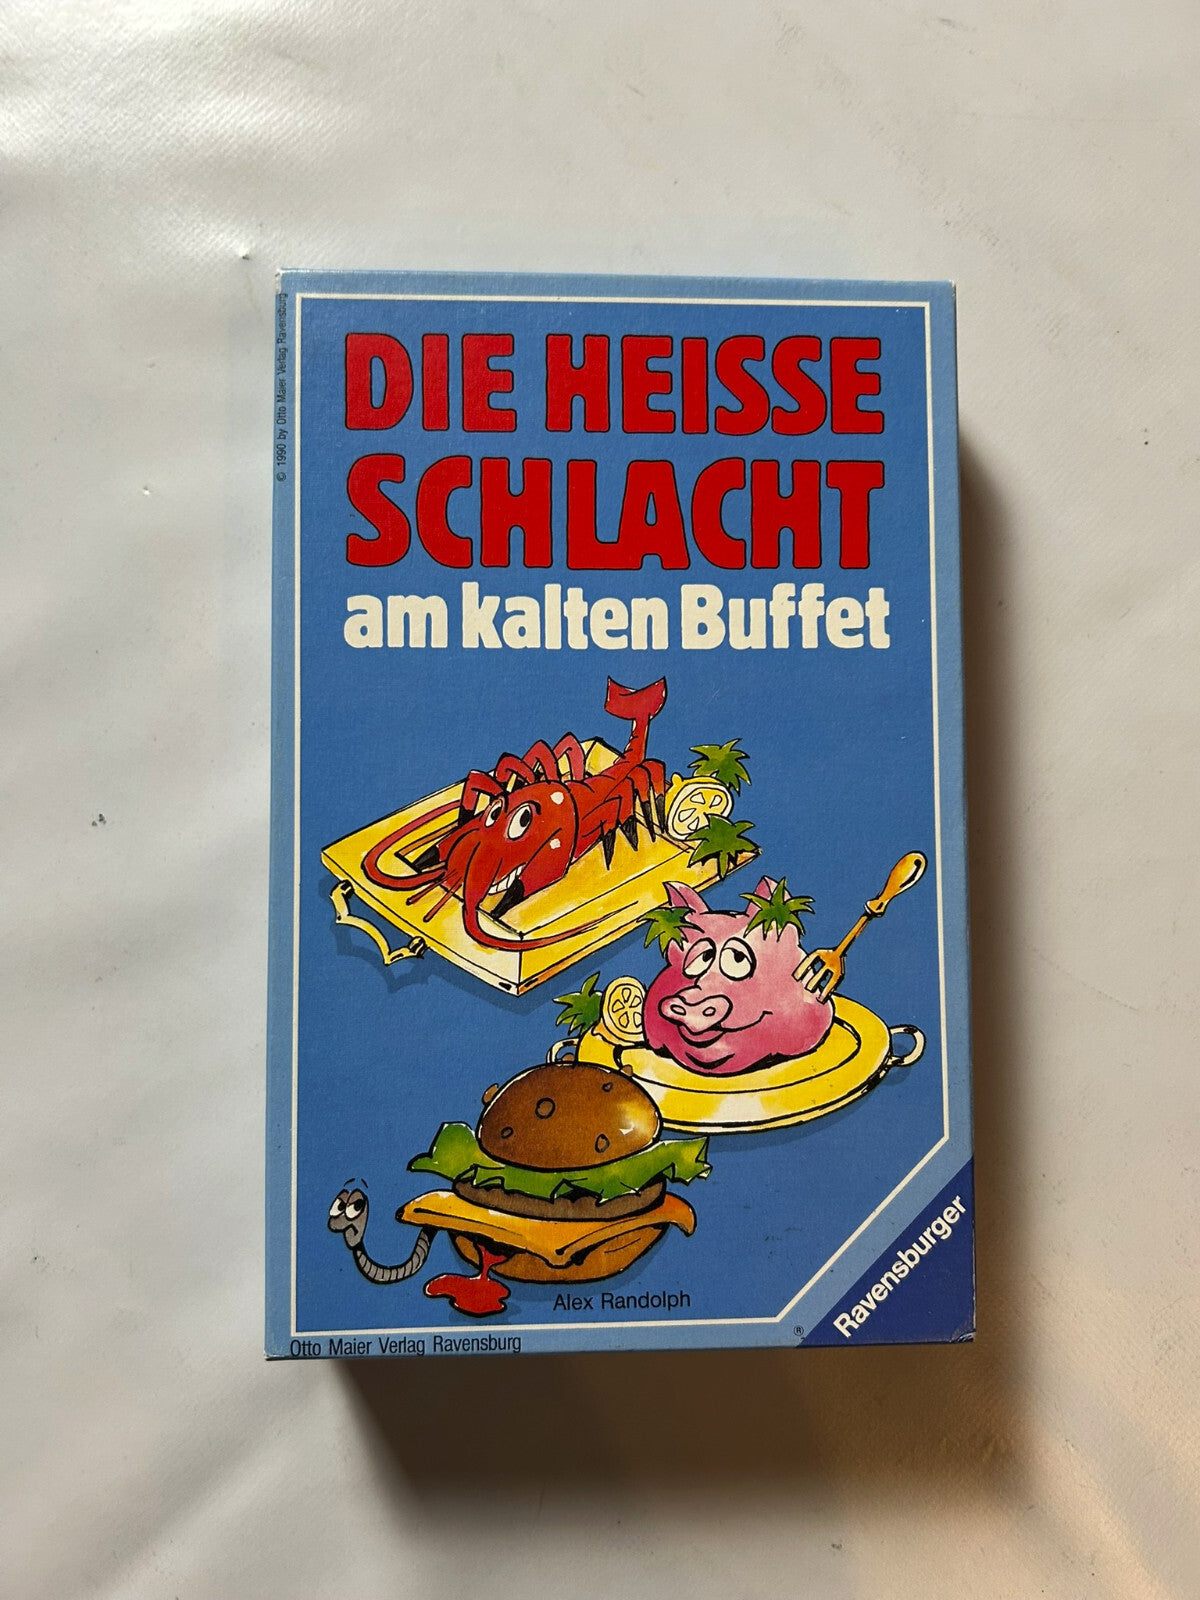 DIE HEISSE
SCHLACHT
am kalten Buffet
© 1990 by Otto Maier Verlag Ravensburg
Alex Randolph
Otto Maier Verlag Ravensburg
®
Ravensburger